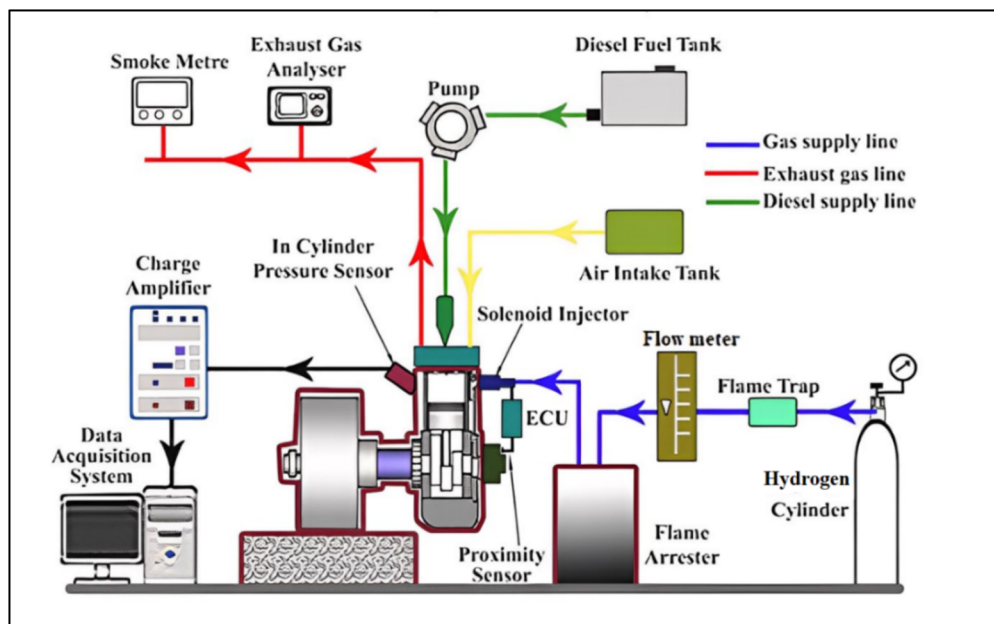 Smoke Metre
Exhaust Gas
Analyser
Pump
Diesel Fuel Tank
Gas supply line
Exhaust gas line
Diesel supply line
In Cylinder
Pressure Sensor
Air Intake Tank
Charge
Amplifier
Solenoid Injector
Flow meter
Flame Trap
ECU
Data
Acquisition
System
Hydrogen
Cylinder
Proximity
Sensor
Flame
Arrester